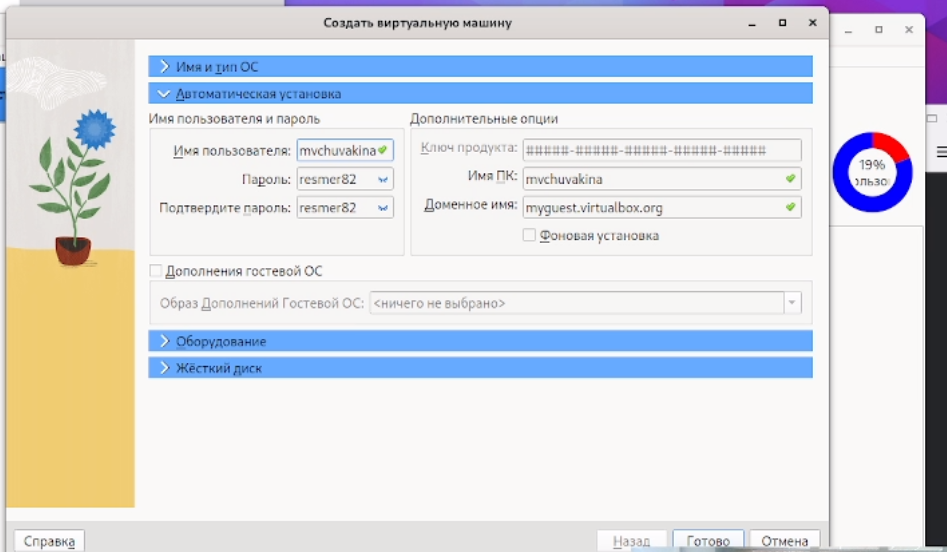 Создать виртуальную машину
Имя и тип ОС
Автоматическая установка
Имя пользователя и пароль
Дополнительные опции
Имя пользователя: mvchuvakina
Ключ продукта: #####-#####-#####-#####-#####
Пароль: resmer82
Имя ПК: mvchuvakina
Подтвердите пароль: resmer82
Доменное имя: myguest.virtualbox.org
Фоновая установка
Дополнения гостевой ОС
Образ Дополнений Гостевой ОС: <ничего не выбрано>
Оборудование
Жёсткий диск
19%
Справка
Назад
Готово
Отмена